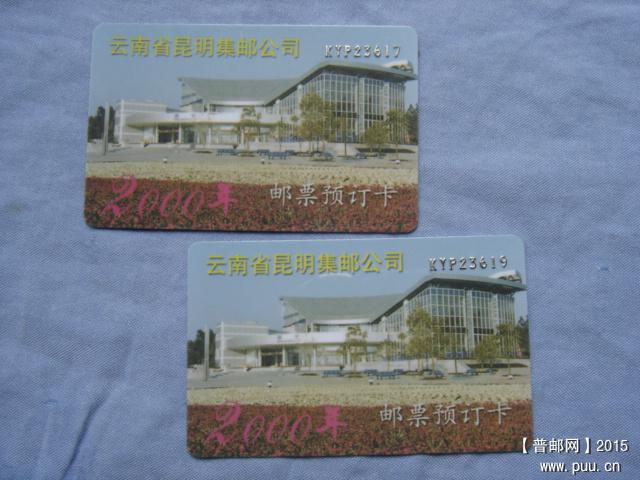 云南省昆明集邮公司 KYP23617
2000年 邮票预订卡
云南省昆明集邮公司 KYP23619
2000年 邮票预订卡
【普邮网】2015
www.puu.cn